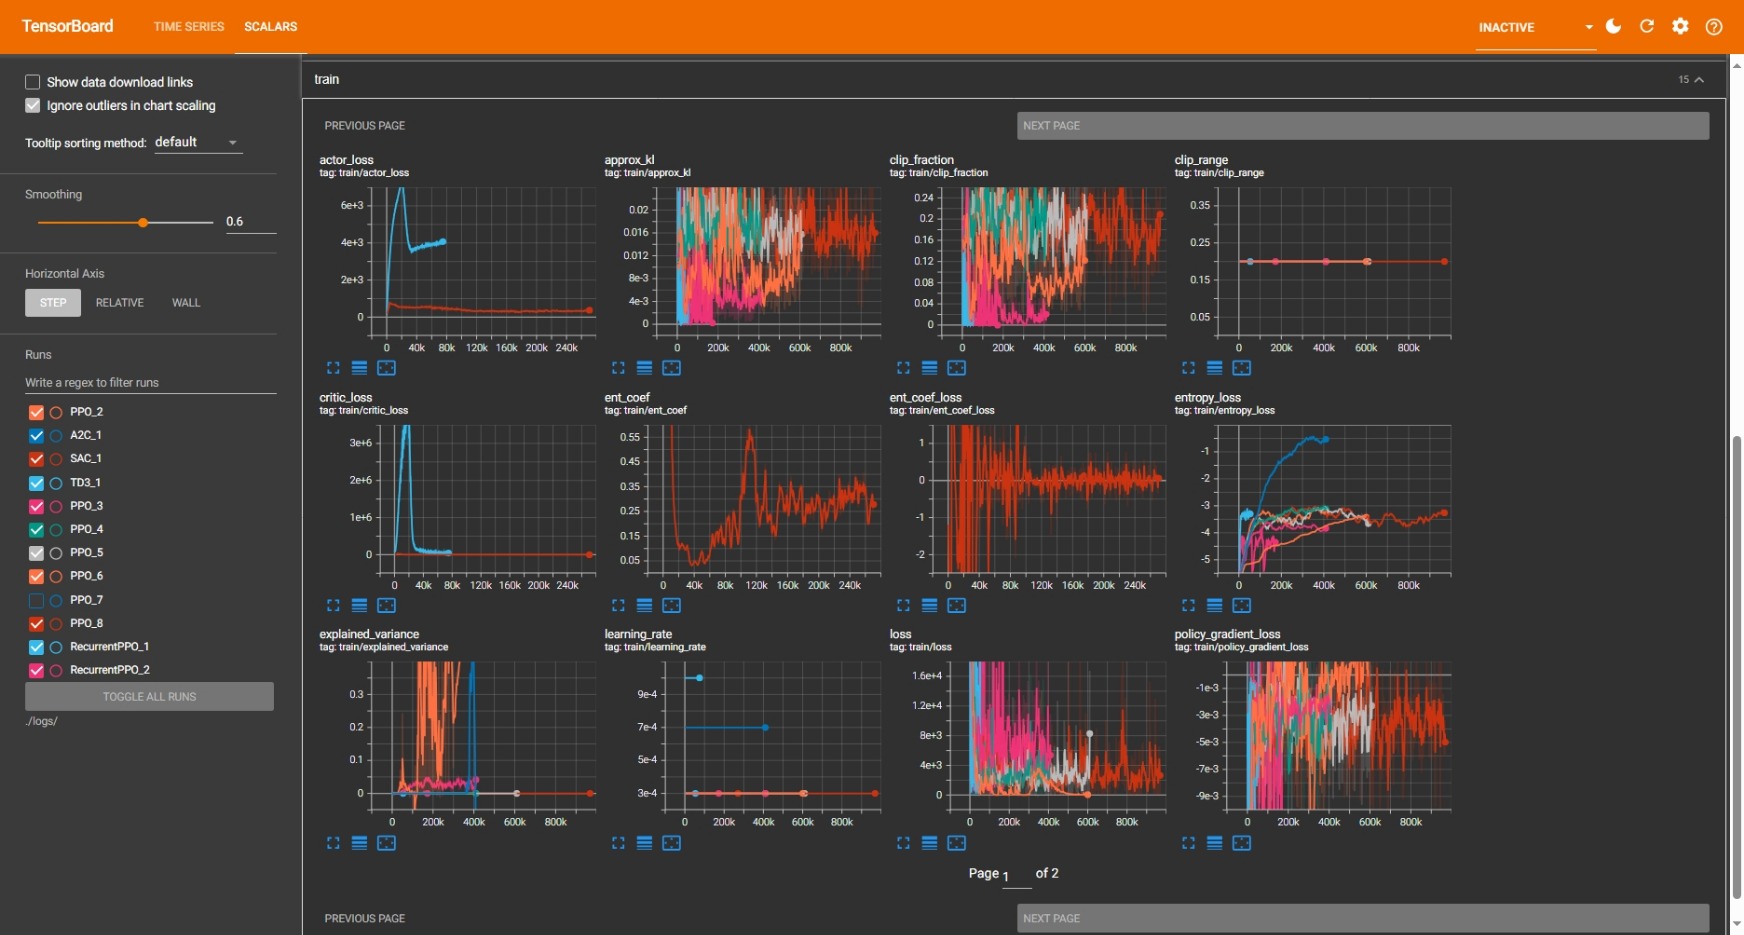 TensorBoard TIME SERIES SCALARS INACTIVE
Show data download links
Ignore outliers in chart scaling
Tooltip sorting method: default
Smoothing
0.6
Horizontal Axis
STEP RELATIVE WALL
Runs
Write a regex to filter runs
PPO_2
A2C_1
SAC_1
TD3_1
PPO_3
PPO_4
PPO_5
PPO_6
PPO_7
PPO_8
RecurrentPPO_1
RecurrentPPO_2
TOGGLE ALL RUNS
./logs/
train 15
PREVIOUS PAGE NEXT PAGE
actor_loss
tag: train/actor_loss
6e+3
4e+3
2e+3
0
0 40k 80k 120k 160k 200k 240k
approx_kl
tag: train/approx_kl
0.02
0.016
0.012
8e-3
4e-3
0
0 200k 400k 600k 800k
clip_fraction
tag: train/clip_fraction
0.24
0.2
0.16
0.12
0.08
0.04
0
0 200k 400k 600k 800k
clip_range
tag: train/clip_range
0.35
0.25
0.15
0.05
0 200k 400k 600k 800k
critic_loss
tag: train/critic_loss
3e+6
2e+6
1e+6
0
0 40k 80k 120k 160k 200k 240k
ent_coef
tag: train/ent_coef
0.55
0.45
0.35
0.25
0.15
0.05
0 40k 80k 120k 160k 200k 240k
ent_coef_loss
tag: train/ent_coef_loss
1
0
-1
-2
0 40k 80k 120k 160k 200k 240k
entropy_loss
tag: train/entropy_loss
-1
-2
-3
-4
-5
0 200k 400k 600k 800k
explained_variance
tag: train/explained_variance
0.3
0.2
0.1
0
0 200k 400k 600k 800k
learning_rate
tag: train/learning_rate
9e-4
7e-4
5e-4
3e-4
0 200k 400k 600k 800k
loss
tag: train/loss
1.6e+4
1.2e+4
8e+3
4e+3
0
0 200k 400k 600k 800k
policy_gradient_loss
tag: train/policy_gradient_loss
-1e-3
-3e-3
-5e-3
-7e-3
-9e-3
0 200k 400k 600k 800k
Page 1 of 2
PREVIOUS PAGE NEXT PAGE